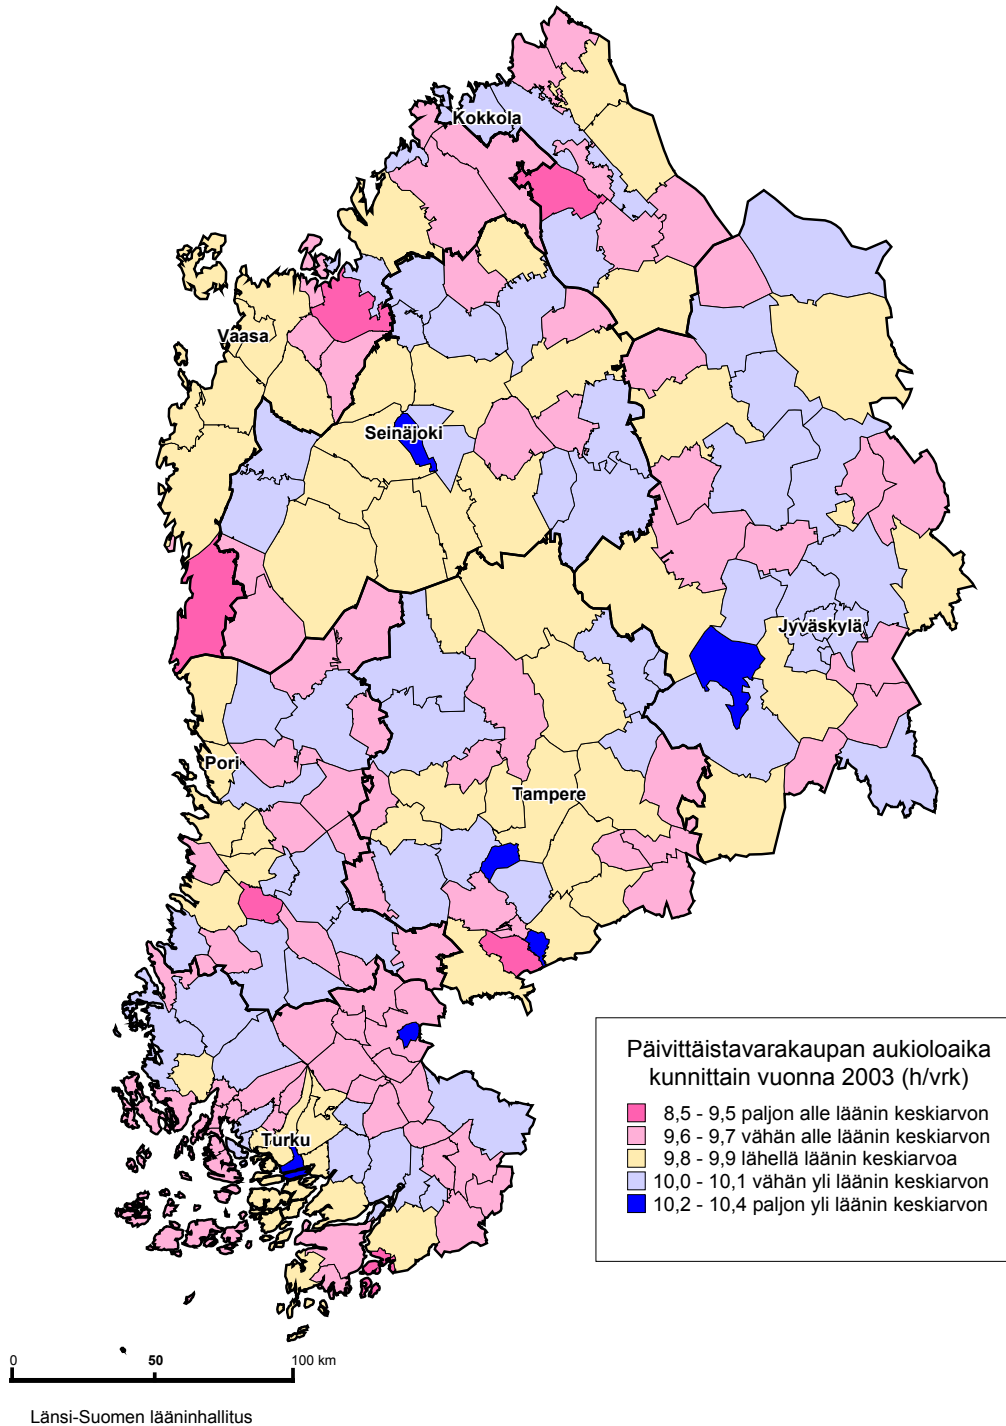 Kokkola
Vaasa
Seinäjoki
Jyväskylä
Pori
Tampere
Turku
Päivittäistavarakaupan aukioloaika
kunnittain vuonna 2003 (h/vrk)
8,5 - 9,5 paljon alle läänin keskiarvon
9,6 - 9,7 vähän alle läänin keskiarvon
9,8 - 9,9 lähellä läänin keskiarvoa
10,0 - 10,1 vähän yli läänin keskiarvon
10,2 - 10,4 paljon yli läänin keskiarvon
0 50 100 km
Länsi-Suomen lääninhallitus